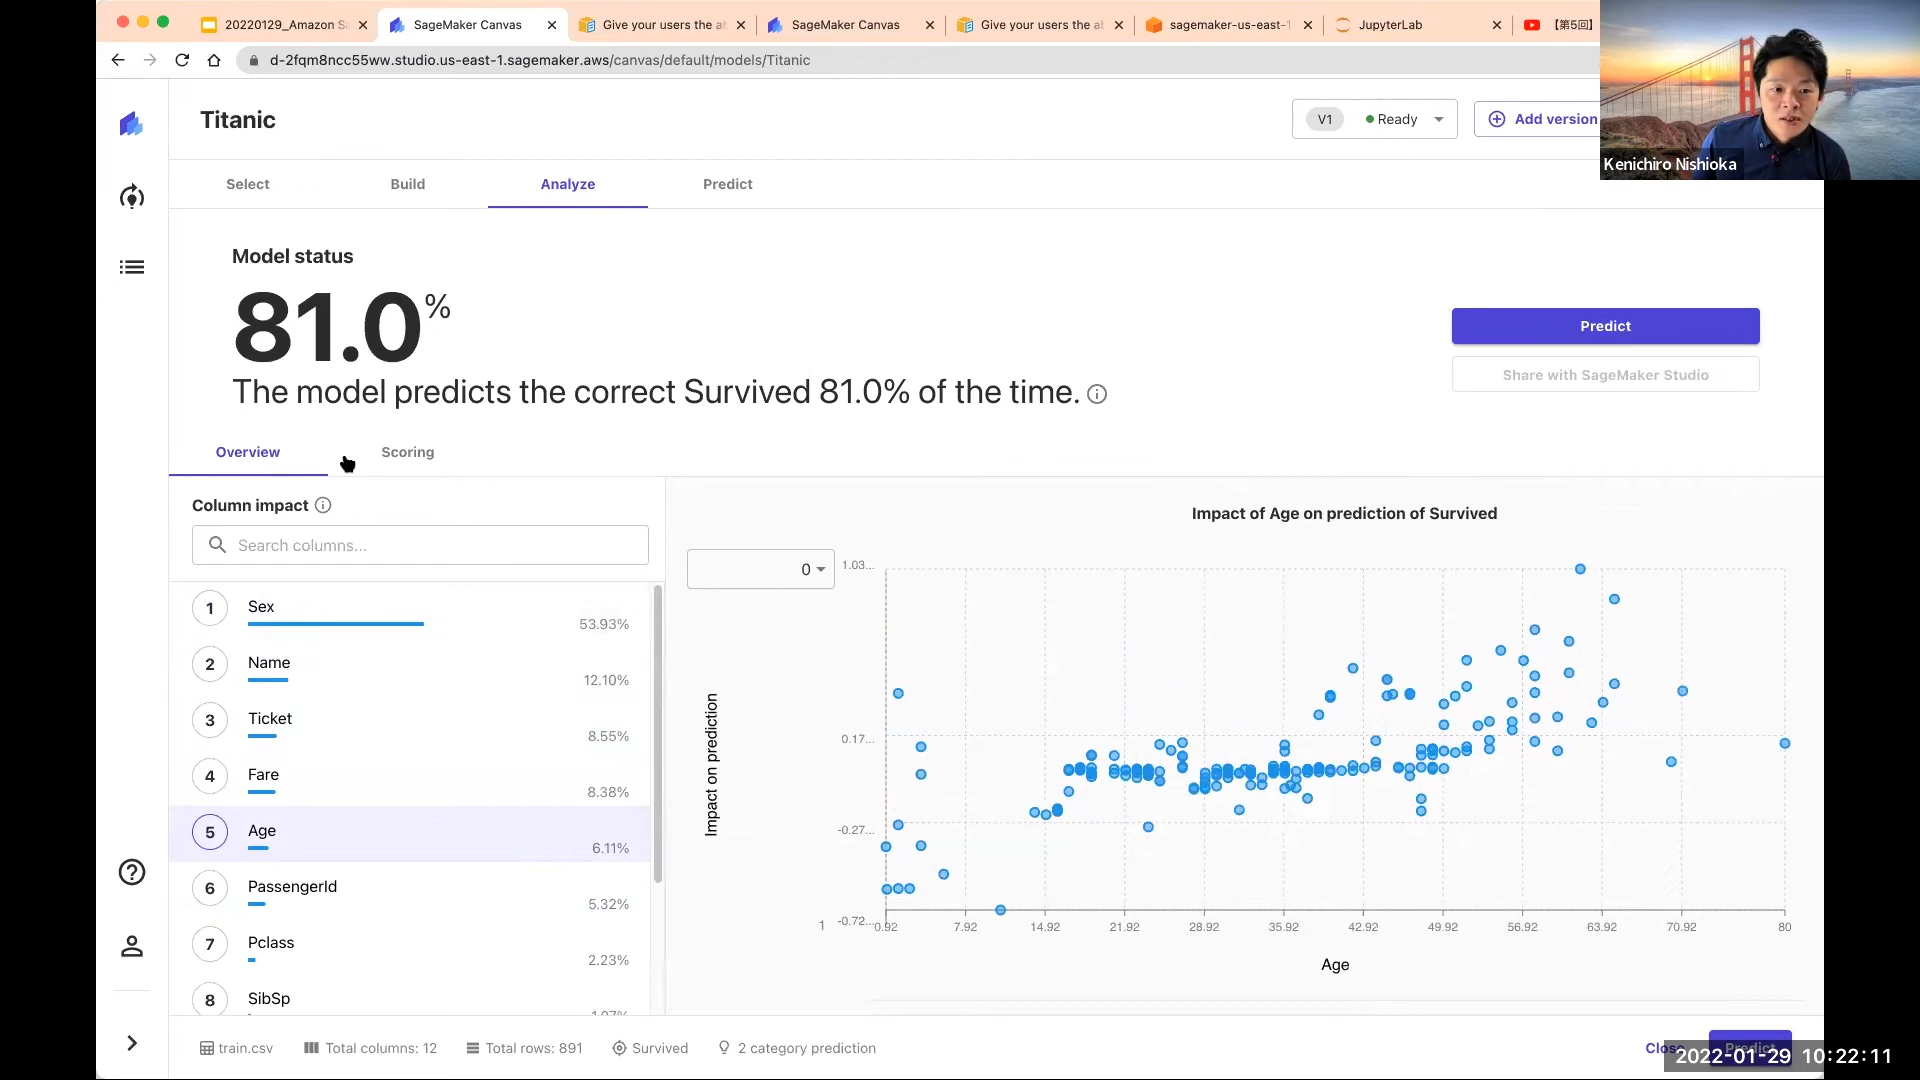 20220129_Amazon S
SageMaker Canvas
Give your users the a
SageMaker Canvas
Give your users the a
sagemaker-us-east-1
JupyterLab
【第5回】
d-2fqm8ncc55ww.studio.us-east-1.sagemaker.aws/canvas/default/models/Titanic
Kenichiro Nishioka
Titanic
V1
Ready
Add version
Select
Build
Analyze
Predict
Model status
81.0%
The model predicts the correct Survived 81.0% of the time.
Predict
Share with SageMaker Studio
Overview
Scoring
Column impact
Search columns...
1
Sex
53.93%
2
Name
12.10%
3
Ticket
8.55%
4
Fare
8.38%
5
Age
6.11%
6
PassengerId
5.32%
7
Pclass
2.23%
8
SibSp
Impact of Age on prediction of Survived
0
1.03...
0.17...
-0.27...
-0.72...
1
Impact on prediction
0.92
7.92
14.92
21.92
28.92
35.92
42.92
49.92
56.92
63.92
70.92
80
Age
train.csv
Total columns: 12
Total rows: 891
Survived
2 category prediction
Close
Predict
2022-01-29 10:22:11